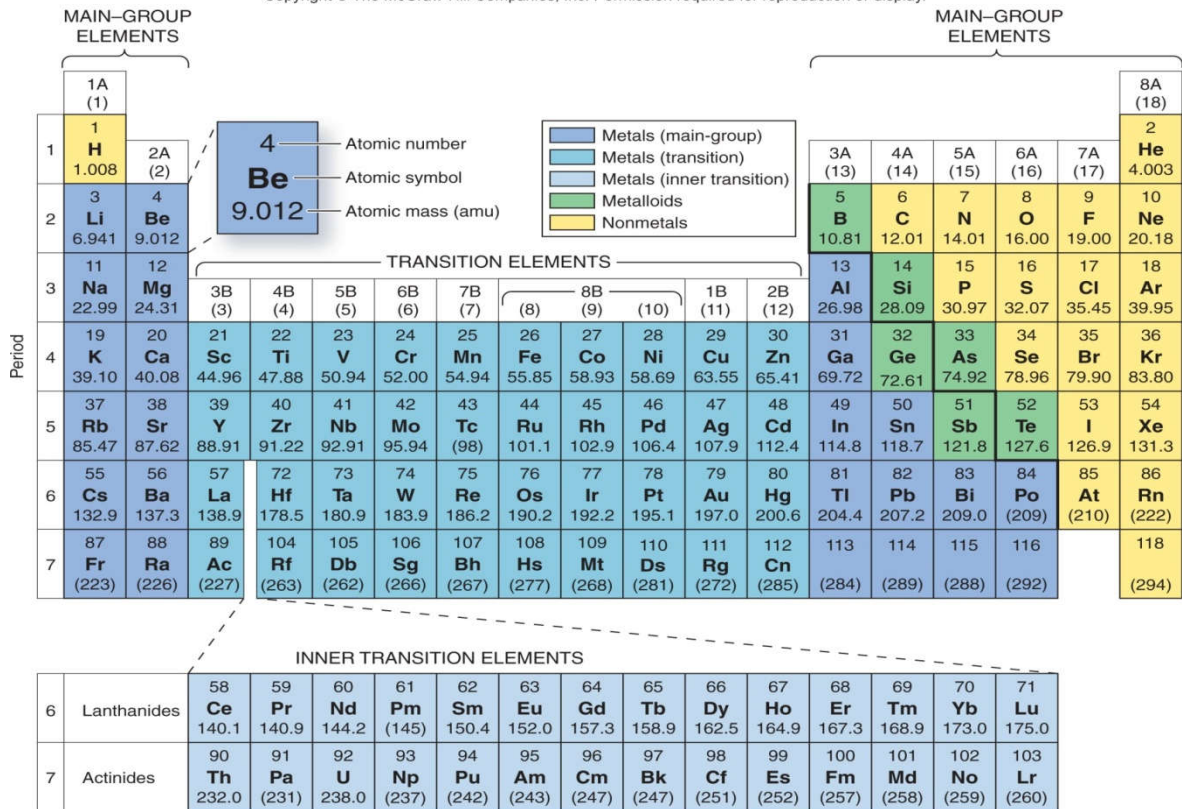 Copyright © The McGraw-Hill Companies, Inc. Permission required for reproduction or display.
MAIN–GROUP
ELEMENTS
MAIN–GROUP
ELEMENTS
1A
(1)
8A
(18)
1
H
1.008
2A
(2)
4
Be
9.012
Atomic number
Atomic symbol
Atomic mass (amu)
Metals (main-group)
Metals (transition)
Metals (inner transition)
Metalloids
Nonmetals
3A 4A 5A 6A 7A
(13) (14) (15) (16) (17)
2
He
4.003
Period
1
2
3 4 5 6 7 8 9 10
Li Be B C N O F Ne
6.941 9.012 10.81 12.01 14.01 16.00 19.00 20.18
TRANSITION ELEMENTS
3B 4B 5B 6B 7B 8B 1B 2B
(3) (4) (5) (6) (7) (8) (9) (10) (11) (12)
3
11 12 13 14 15 16 17 18
Na Mg Al Si P S Cl Ar
22.99 24.31 26.98 28.09 30.97 32.07 35.45 39.95
4
19 20 21 22 23 24 25 26 27 28 29 30 31 32 33 34 35 36
K Ca Sc Ti V Cr Mn Fe Co Ni Cu Zn Ga Ge As Se Br Kr
39.10 40.08 44.96 47.88 50.94 52.00 54.94 55.85 58.93 58.69 63.55 65.41 69.72 72.61 74.92 78.96 79.90 83.80
5
37 38 39 40 41 42 43 44 45 46 47 48 49 50 51 52 53 54
Rb Sr Y Zr Nb Mo Tc Ru Rh Pd Ag Cd In Sn Sb Te I Xe
85.47 87.62 88.91 91.22 92.91 95.94 (98) 101.1 102.9 106.4 107.9 112.4 114.8 118.7 121.8 127.6 126.9 131.3
6
55 56 57 72 73 74 75 76 77 78 79 80 81 82 83 84 85 86
Cs Ba La Hf Ta W Re Os Ir Pt Au Hg Tl Pb Bi Po At Rn
132.9 137.3 138.9 178.5 180.9 183.9 186.2 190.2 192.2 195.1 197.0 200.6 204.4 207.2 209.0 (209) (210) (222)
7
87 88 89 104 105 106 107 108 109 110 111 112 113 114 115 116 118
Fr Ra Ac Rf Db Sg Bh Hs Mt Ds Rg Cn
(223) (226) (227) (263) (262) (266) (267) (277) (268) (281) (272) (285) (284) (289) (288) (292) (294)
INNER TRANSITION ELEMENTS
6 Lanthanides
58 59 60 61 62 63 64 65 66 67 68 69 70 71
Ce Pr Nd Pm Sm Eu Gd Tb Dy Ho Er Tm Yb Lu
140.1 140.9 144.2 (145) 150.4 152.0 157.3 158.9 162.5 164.9 167.3 168.9 173.0 175.0
7 Actinides
90 91 92 93 94 95 96 97 98 99 100 101 102 103
Th Pa U Np Pu Am Cm Bk Cf Es Fm Md No Lr
232.0 (231) 238.0 (237) (242) (243) (247) (247) (251) (252) (257) (258) (259) (260)